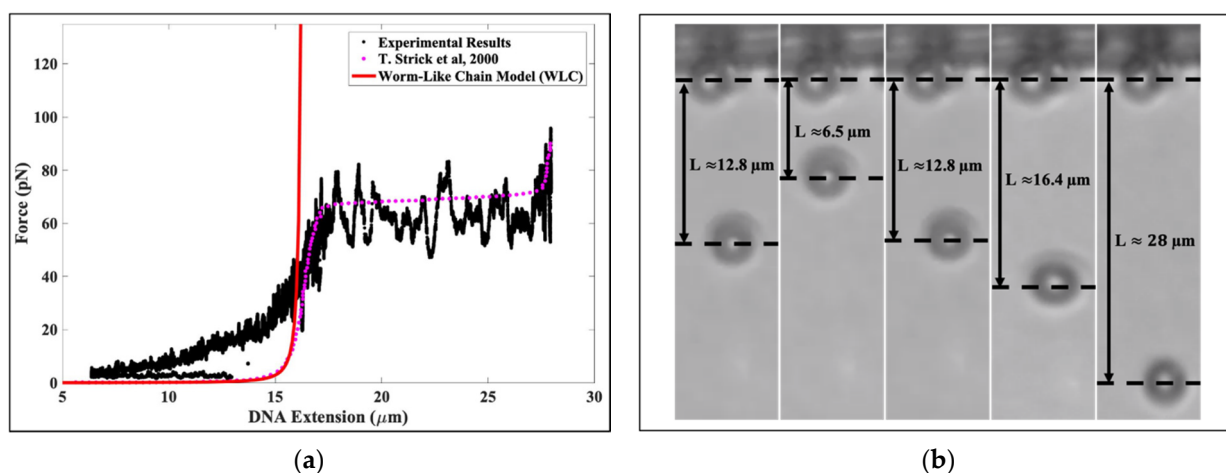 Experimental Results
T. Strick et al, 2000
Worm-Like Chain Model (WLC)
Force (pN)
120
100
80
60
40
20
0
5
10
15
20
25
30
DNA Extension (μm)
(a)
L ≈12.8 μm
L ≈6.5 μm
L ≈12.8 μm
L ≈16.4 μm
L ≈ 28 μm
(b)